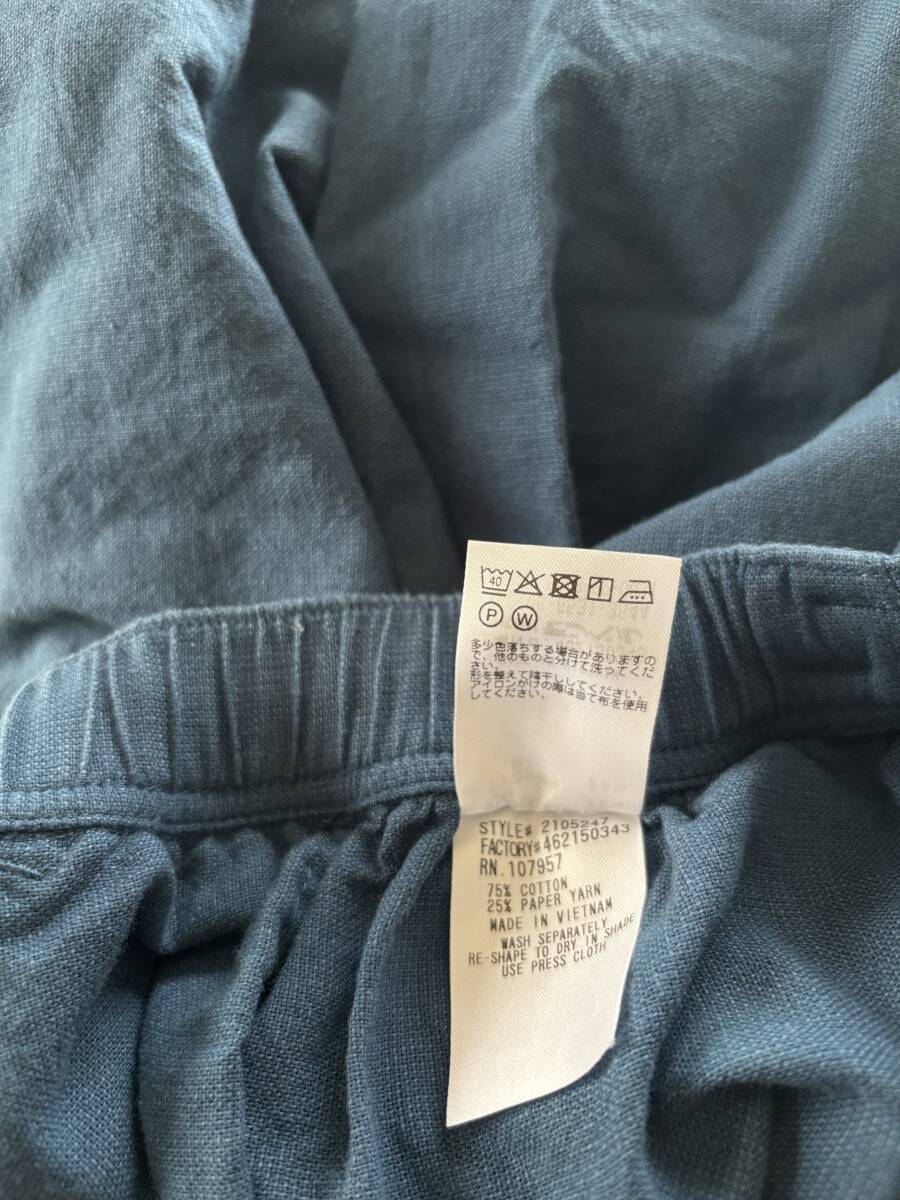 40
P W
多少色落ちする場合がありますの
で、他のものと分けて洗ってくだ
さい。
形を整えて陰干ししてください。
アイロンがけの際は当て布を使用
してください。
STYLE# 2105247
FACTORY#462150343
RN. 107957
75% COTTON
25% PAPER YARN
MADE IN VIETNAM
WASH SEPARATELY
RE-SHAPE TO DRY IN SHADE
USE PRESS CLOTH